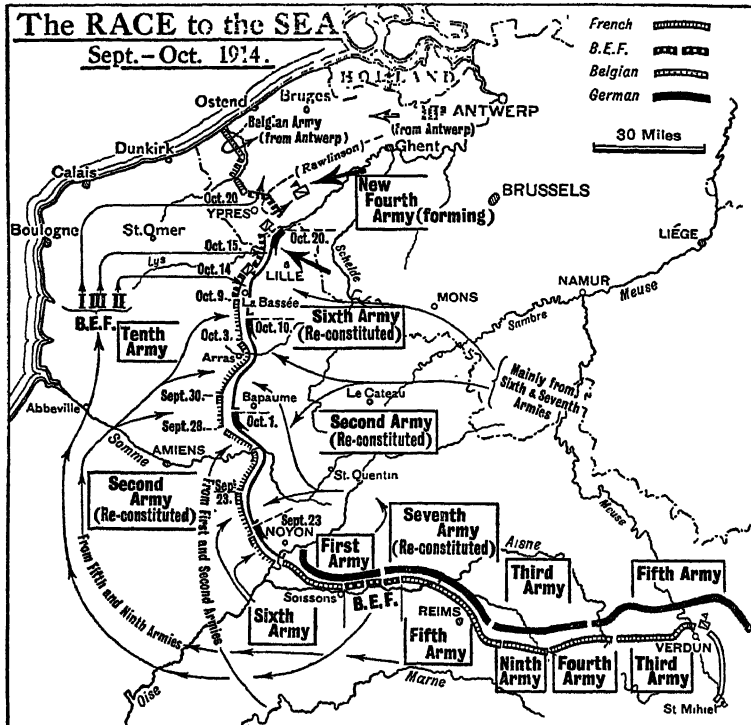 The RACE to the SEA
Sept.–Oct. 1914.
French
B.E.F.
Belgian
German
30 Miles
HOLLAND
Ostend
Bruges
ANTWERP
Belgian Army
(from Antwerp)
(from Antwerp)
Ghent
Dunkirk
(Rawlinson)
Calais
Oct. 20
YPRES
New
Fourth
Army (forming)
BRUSSELS
Boulogne
St. Omer
Oct. 15
Oct. 20.
Lys
Oct. 14
LILLE
Schelde
LIÉGE
I III II
B.E.F.
Oct. 9
La Bassée
MONS
NAMUR
Meuse
Sambre
Tenth
Army
Oct. 3
Oct. 10.
Sixth Army
(Re-constituted)
Arras
Mainly from
Sixth & Seventh
Armies
Sept. 30
Abbeville
Bapaume
Le Cateau
Sept. 28
Oct. 1.
Second Army
(Re-constituted)
Somme
AMIENS
St. Quentin
Second
Army
(Re-constituted)
Sept.
23
Sept. 23
NOYON
Meuse
From Fifth and Ninth Armies
From First and Second Armies
First
Army
Seventh
Army
(Re-constituted)
Aisne
Third
Army
Fifth Army
Soissons
B.E.F.
Sixth
Army
REIMS
Fifth
Army
Ninth
Army
Fourth
Army
Third
Army
VERDUN
Oise
Marne
St Mihiel